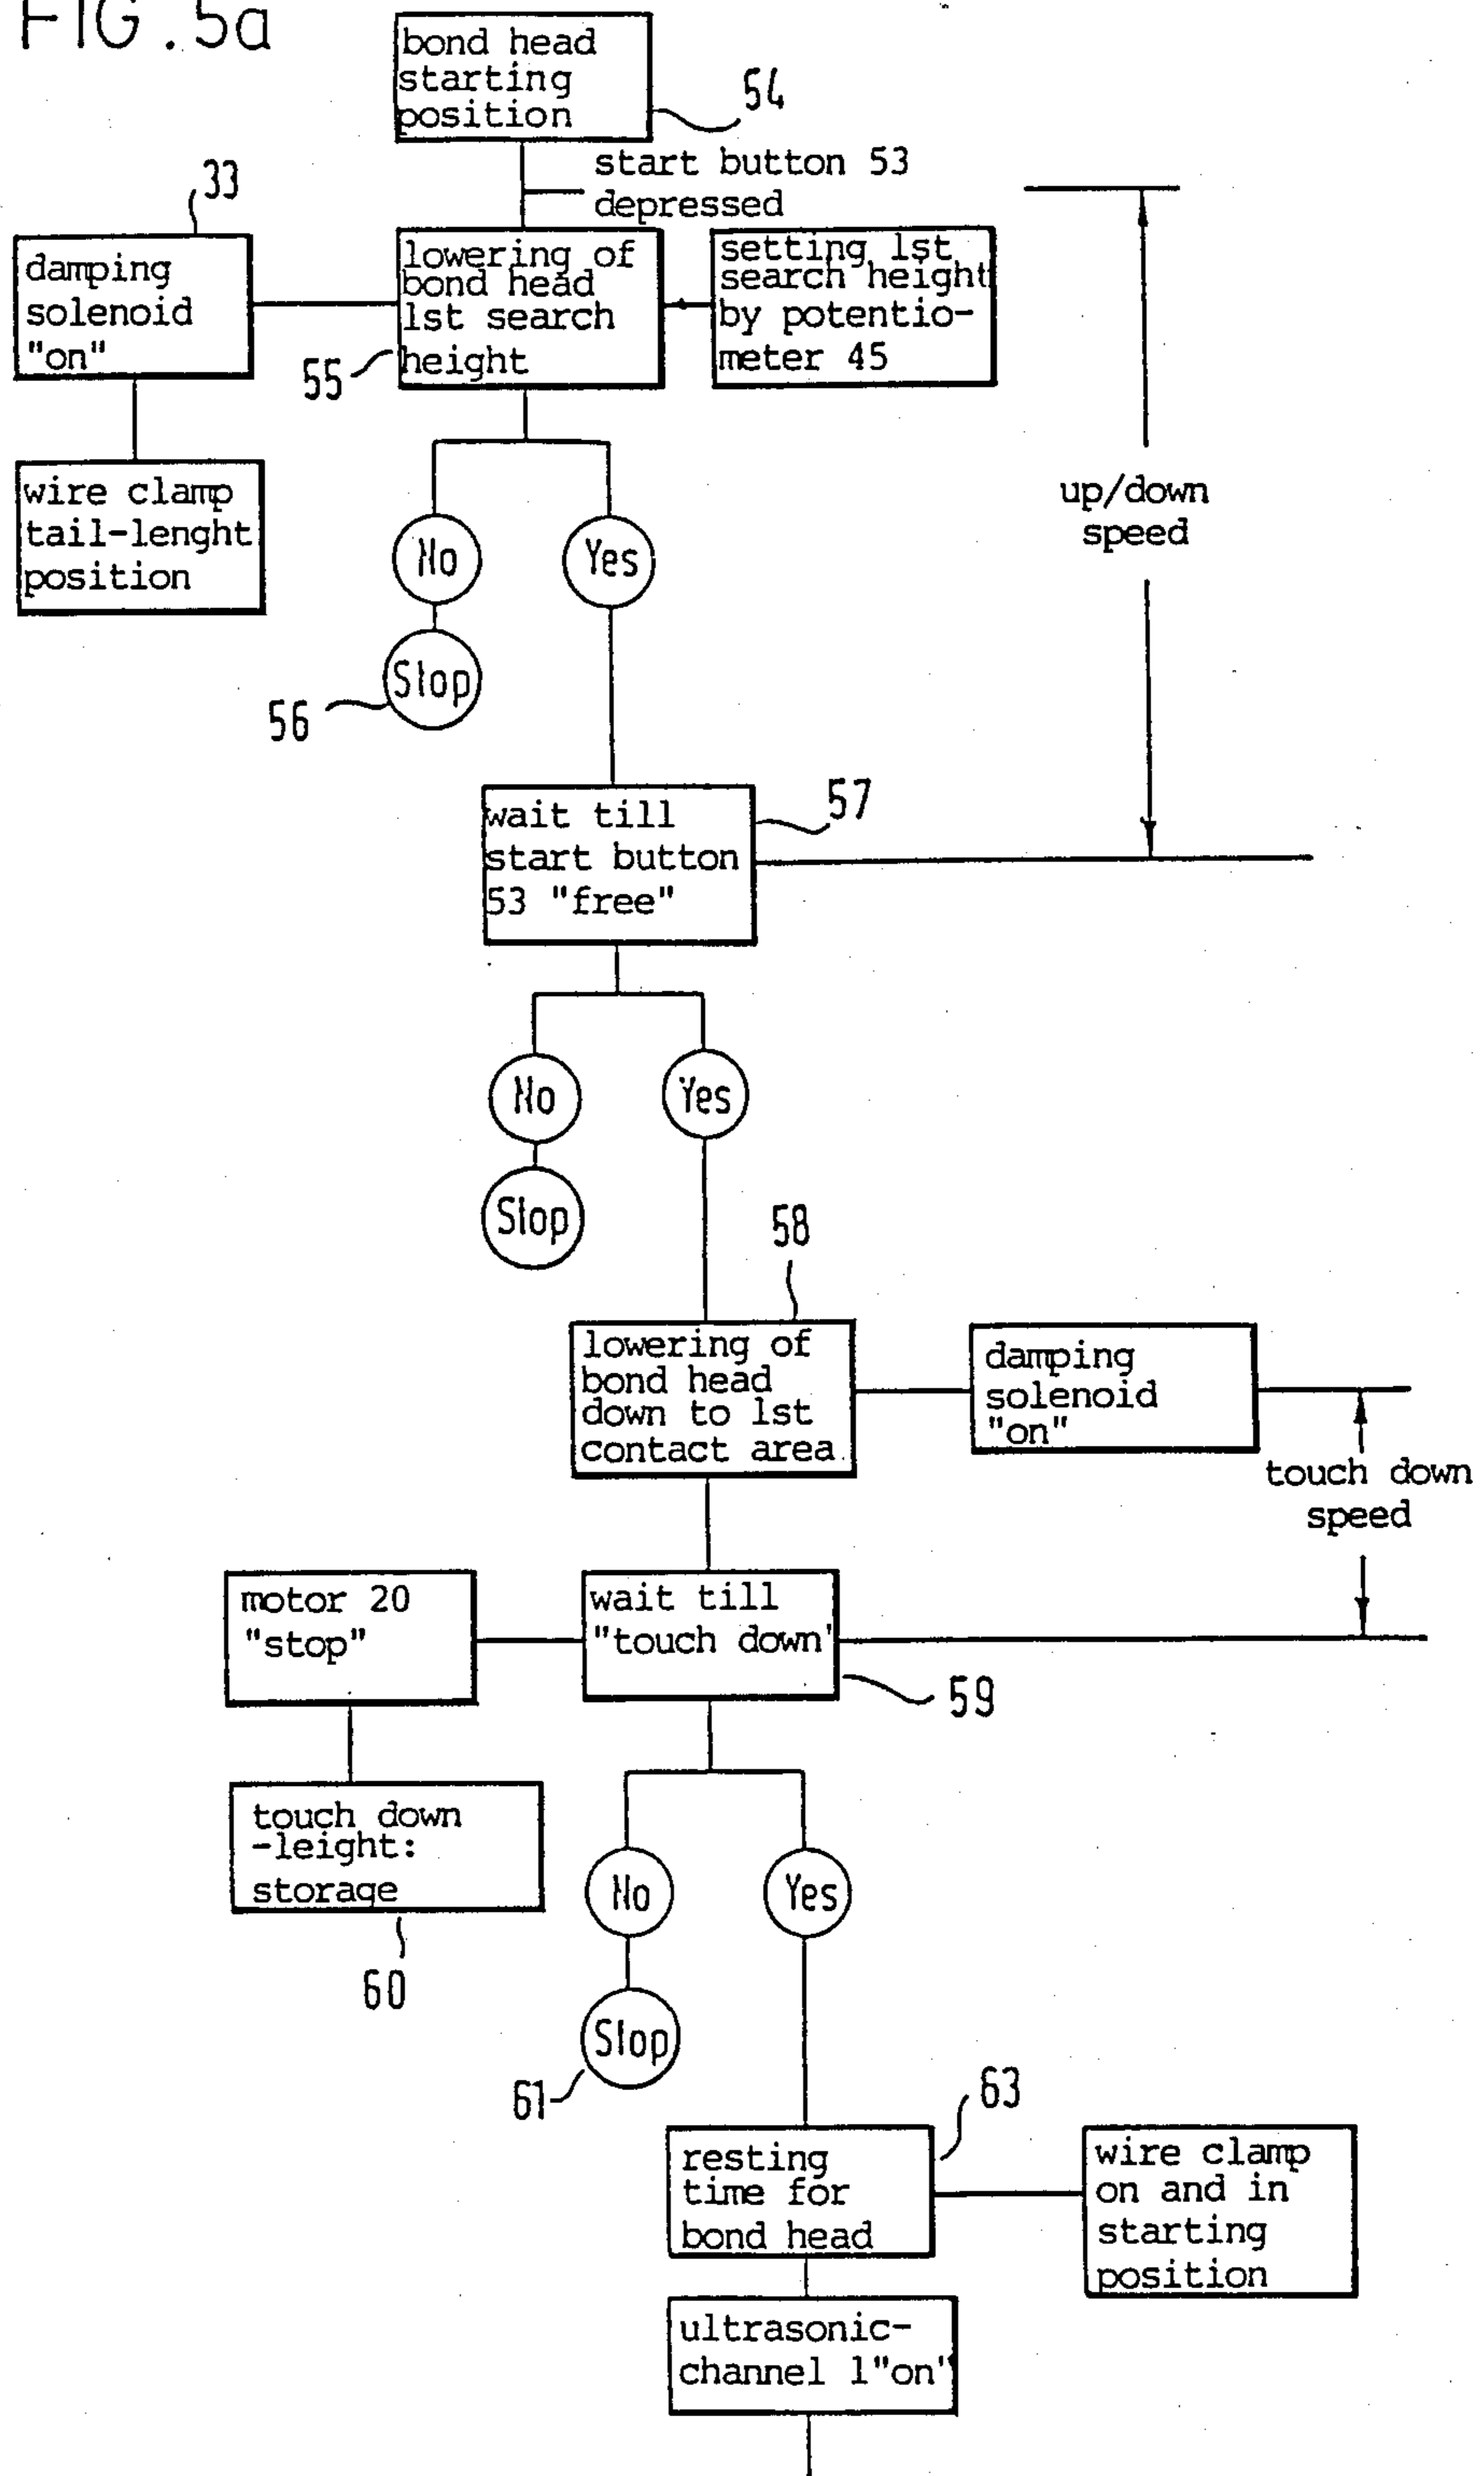 FIG. 5a
bond head
starting
position
54
start button 53
depressed
33
damping
solenoid
"on"
lowering of
bond head
1st search
height
55
setting 1st
search height
by potentio-
meter 45
wire clamp
tail-lenght
position
up/down
speed
No
Yes
Stop
56
wait till
start button
53 "free"
57
No
Yes
Stop
58
lowering of
bond head
down to 1st
contact area.
damping
solenoid
"on"
touch down
speed
motor 20
"stop"
wait till
"touch down"
59
touch down
-leight:
storage
60
No
Yes
Stop
61
63
resting
time for
bond head
wire clamp
on and in
starting
position
ultrasonic-
channel 1"on"